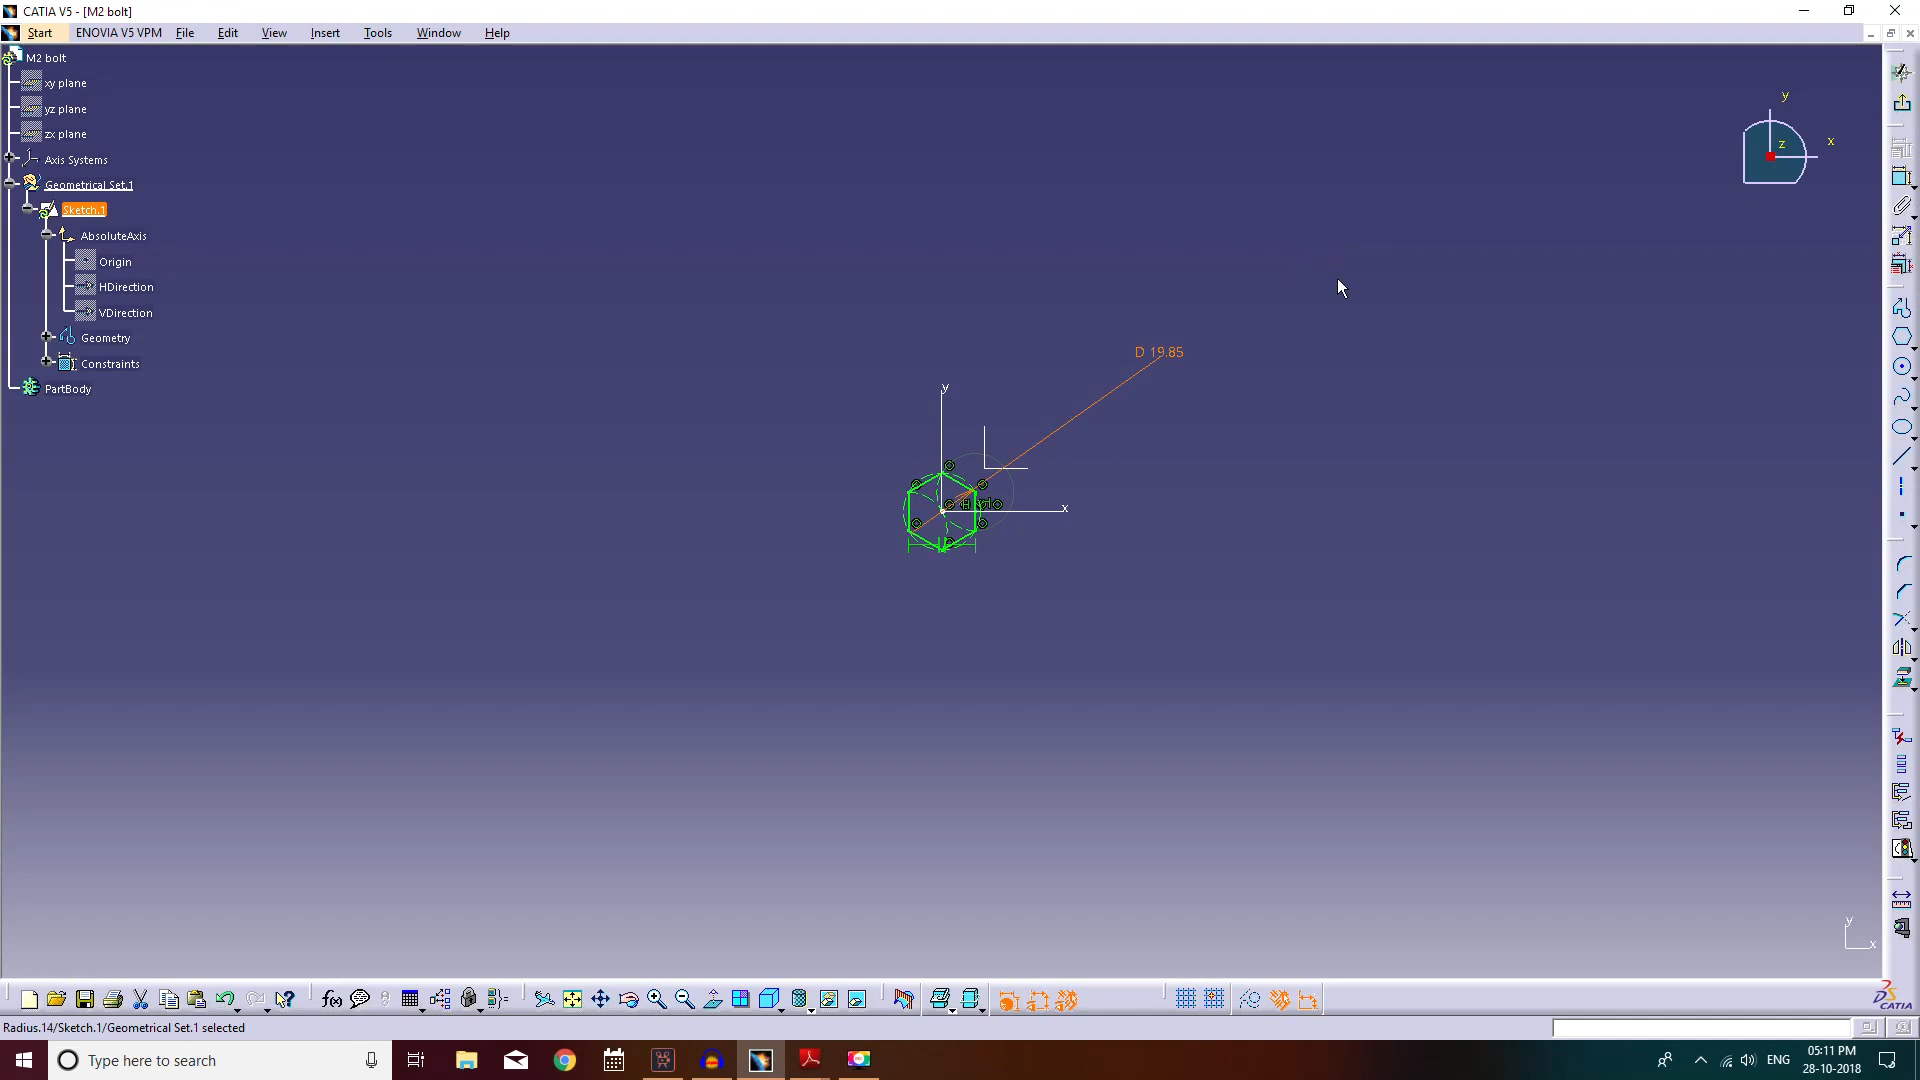 CATIA V5 - [M2 bolt]
Start ENOVIA V5 VPM File Edit View Insert Tools Window Help
M2 bolt
xy plane
yz plane
zx plane
Axis Systems
Geometrical Set.1
Sketch.1
AbsoluteAxis
Origin
HDirection
VDirection
Geometry
Constraints
PartBody
y
x
z
D 19.85
y
x
H
y
x
f(x)
CATIA
Radius.14/Sketch.1/Geometrical Set.1 selected
Type here to search
ENG
05:11 PM
28-10-2018